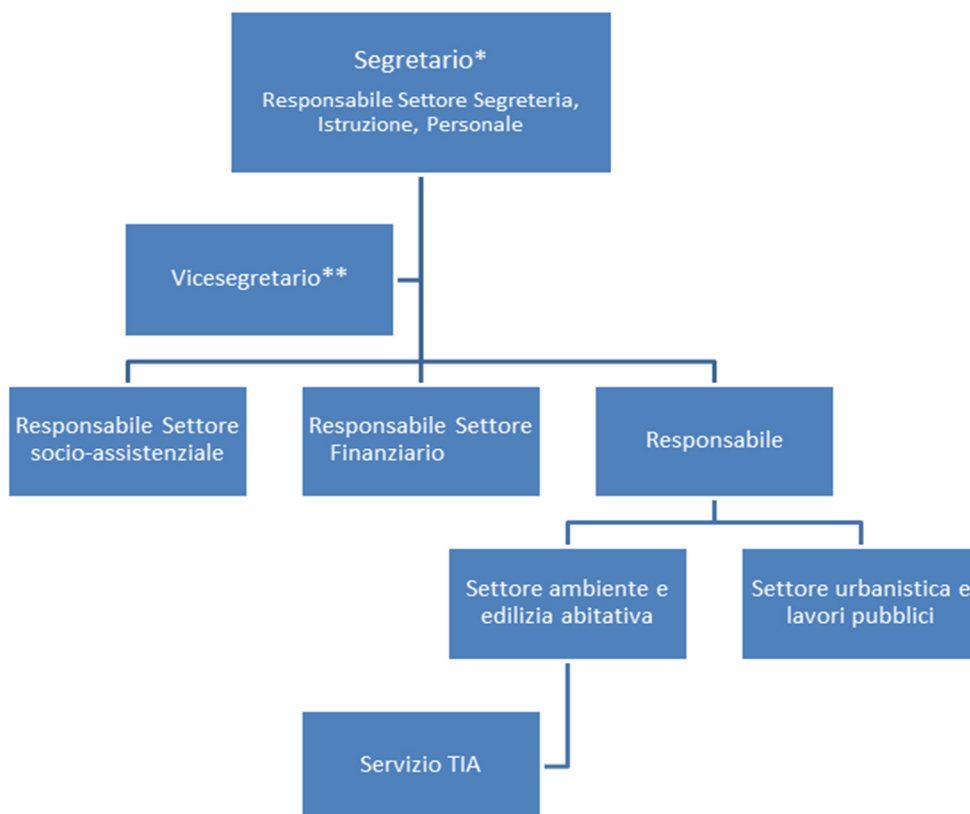 Segretario*
Responsabile Settore Segreteria,
Istruzione, Personale
Vicesegretario**
Responsabile Settore
socio-assistenziale
Responsabile Settore
Finanziario
Responsabile
Settore ambiente e
edilizia abitativa
Settore urbanistica e
lavori pubblici
Servizio TIA